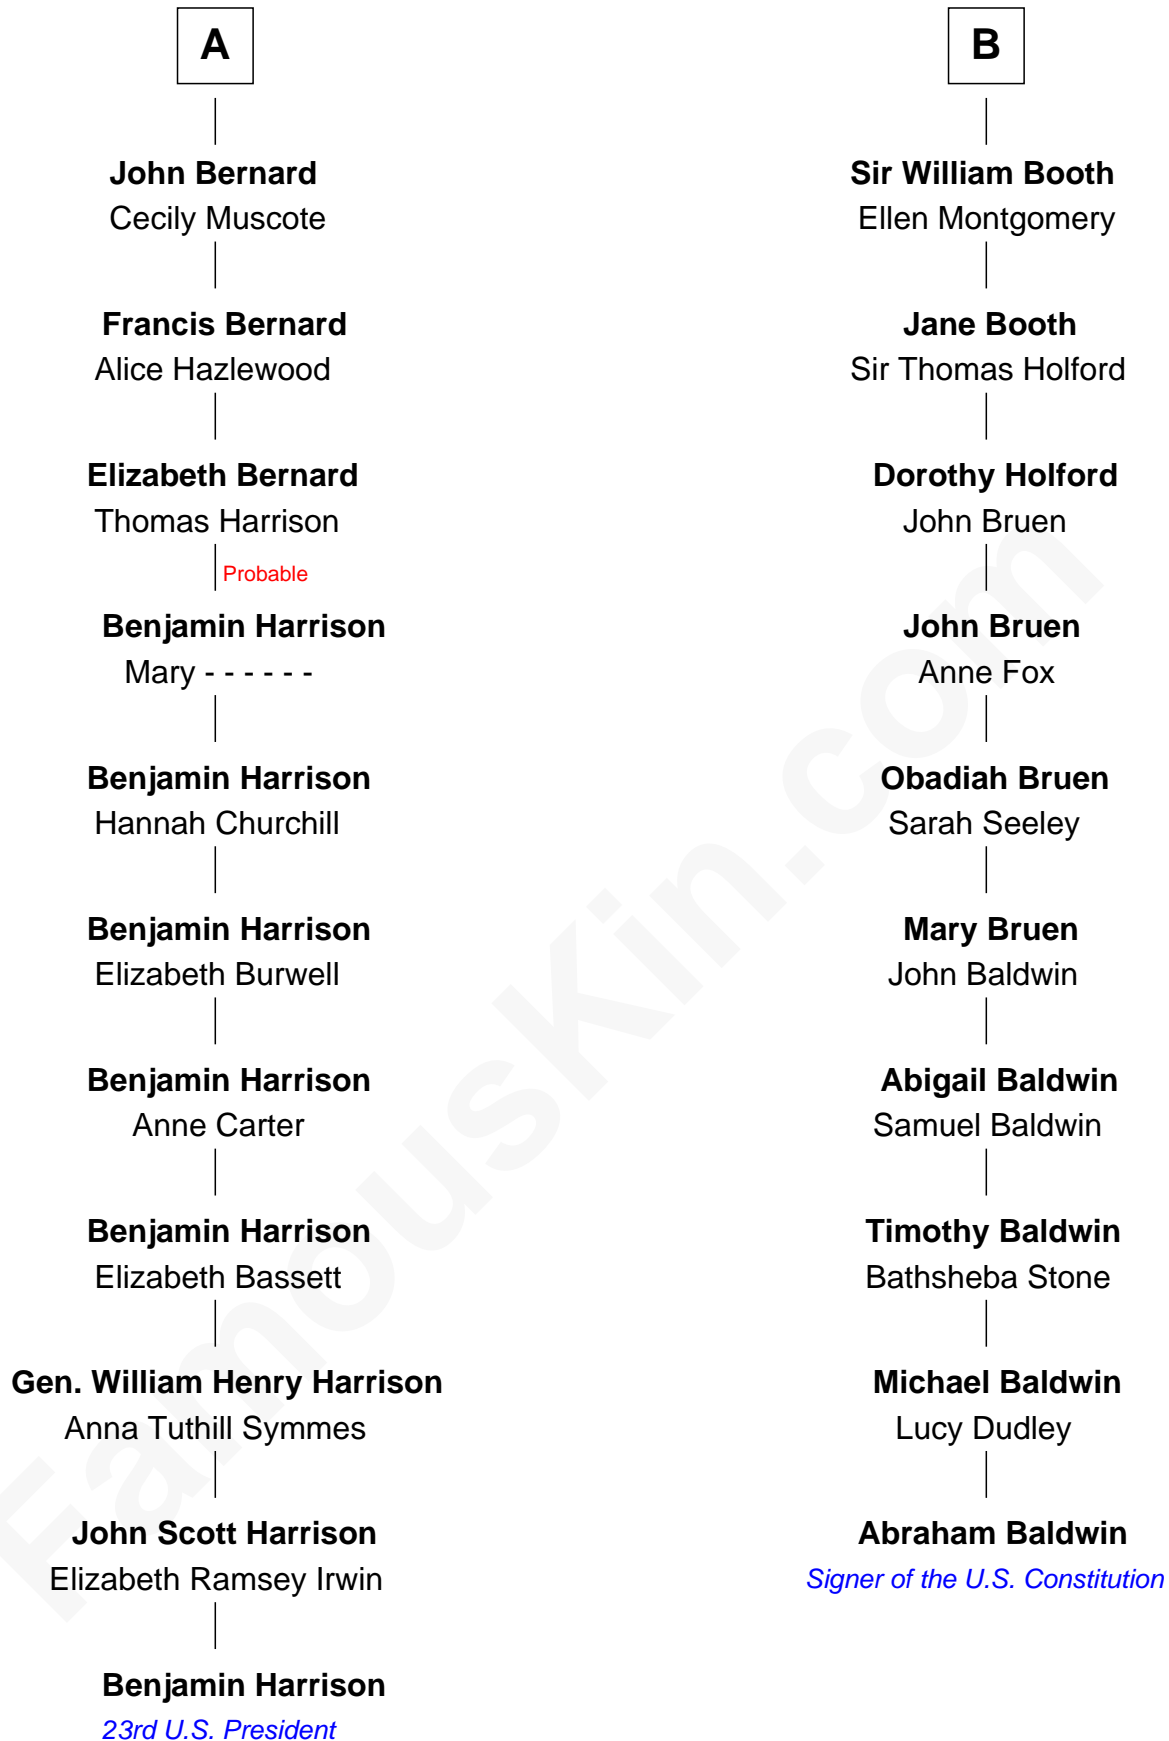 A
John Bernard
Cecily Muscote
Francis Bernard
Alice Hazlewood
Elizabeth Bernard
Thomas Harrison
Probable
Benjamin Harrison
Mary - - - - - -
Benjamin Harrison
Hannah Churchill
Benjamin Harrison
Elizabeth Burwell
Benjamin Harrison
Anne Carter
Benjamin Harrison
Elizabeth Bassett
Gen. William Henry Harrison
Anna Tuthill Symmes
John Scott Harrison
Elizabeth Ramsey Irwin
Benjamin Harrison
23rd U.S. President
B
Sir William Booth
Ellen Montgomery
Jane Booth
Sir Thomas Holford
Dorothy Holford
John Bruen
John Bruen
Anne Fox
Obadiah Bruen
Sarah Seeley
Mary Bruen
John Baldwin
Abigail Baldwin
Samuel Baldwin
Timothy Baldwin
Bathsheba Stone
Michael Baldwin
Lucy Dudley
Abraham Baldwin
Signer of the U.S. Constitution
FamousKin.com